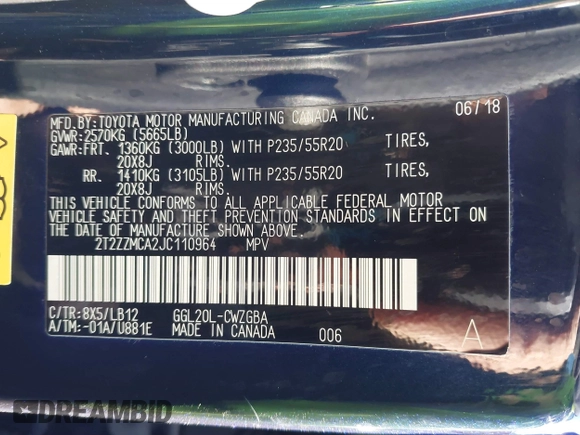 MFD.BY:TOYOTA MOTOR MANUFACTURING CANADA INC. 06/18
GVWR:2570KG (5665LB)
GAWR:FRT. 1360KG (3000LB) WITH P235/55R20 TIRES,
20X8J RIMS.
RR. 1410KG (3105LB) WITH P235/55R20 TIRES,
20X8J RIMS.
THIS VEHICLE CONFORMS TO ALL APPLICABLE FEDERAL MOTOR
VEHICLE SAFETY AND THEFT PREVENTION STANDARDS IN EFFECT ON
THE DATE OF MANUFACTURE SHOWN ABOVE.
2T2ZZMCA2JC110964 MPV
C/TR:8X5/LB12 GGL20L-CWZGBA
A/TM:-01A/U881E MADE IN CANADA 006 A
DREAMBID